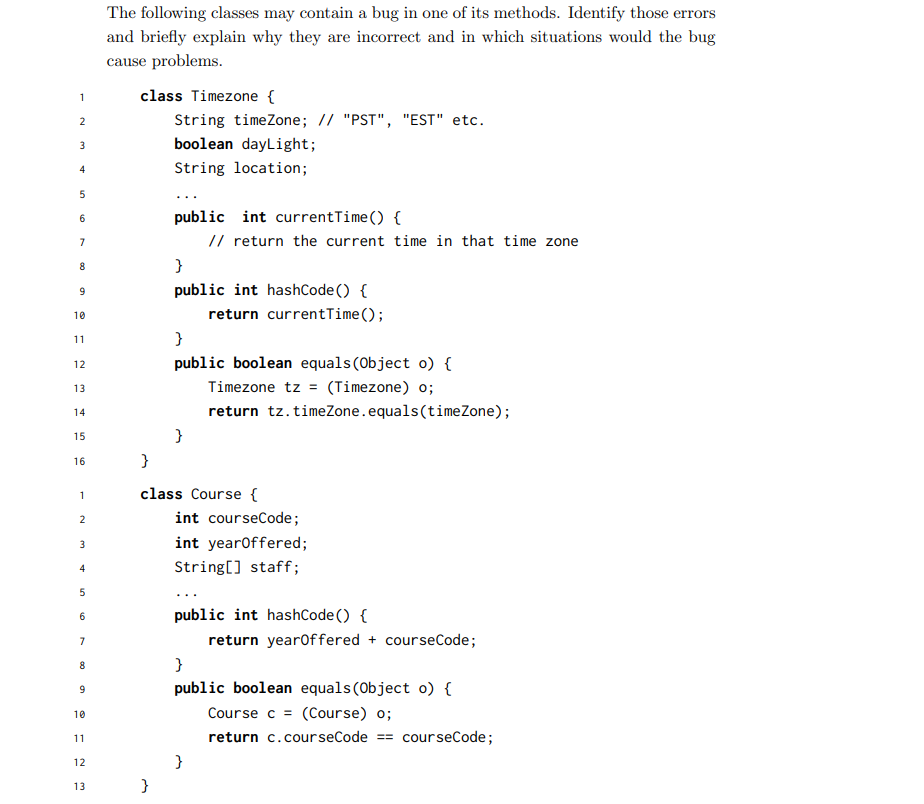 The following classes may contain a bug in one of its methods. Identify those errors
and briefly explain why they are incorrect and in which situations would the bug
cause problems.
1 class Timezone {
2 String timeZone; // "PST", "EST" etc.
3 boolean dayLight;
4 String location;
5 ...
6 public int currentTime() {
7 // return the current time in that time zone
8 }
9 public int hashCode() {
10 return currentTime();
11 }
12 public boolean equals(Object o) {
13 Timezone tz = (Timezone) o;
14 return tz.timeZone.equals(timeZone);
15 }
16 }
1 class Course {
2 int courseCode;
3 int yearOffered;
4 String[] staff;
5 ...
6 public int hashCode() {
7 return yearOffered + courseCode;
8 }
9 public boolean equals(Object o) {
10 Course c = (Course) o;
11 return c.courseCode == courseCode;
12 }
13 }